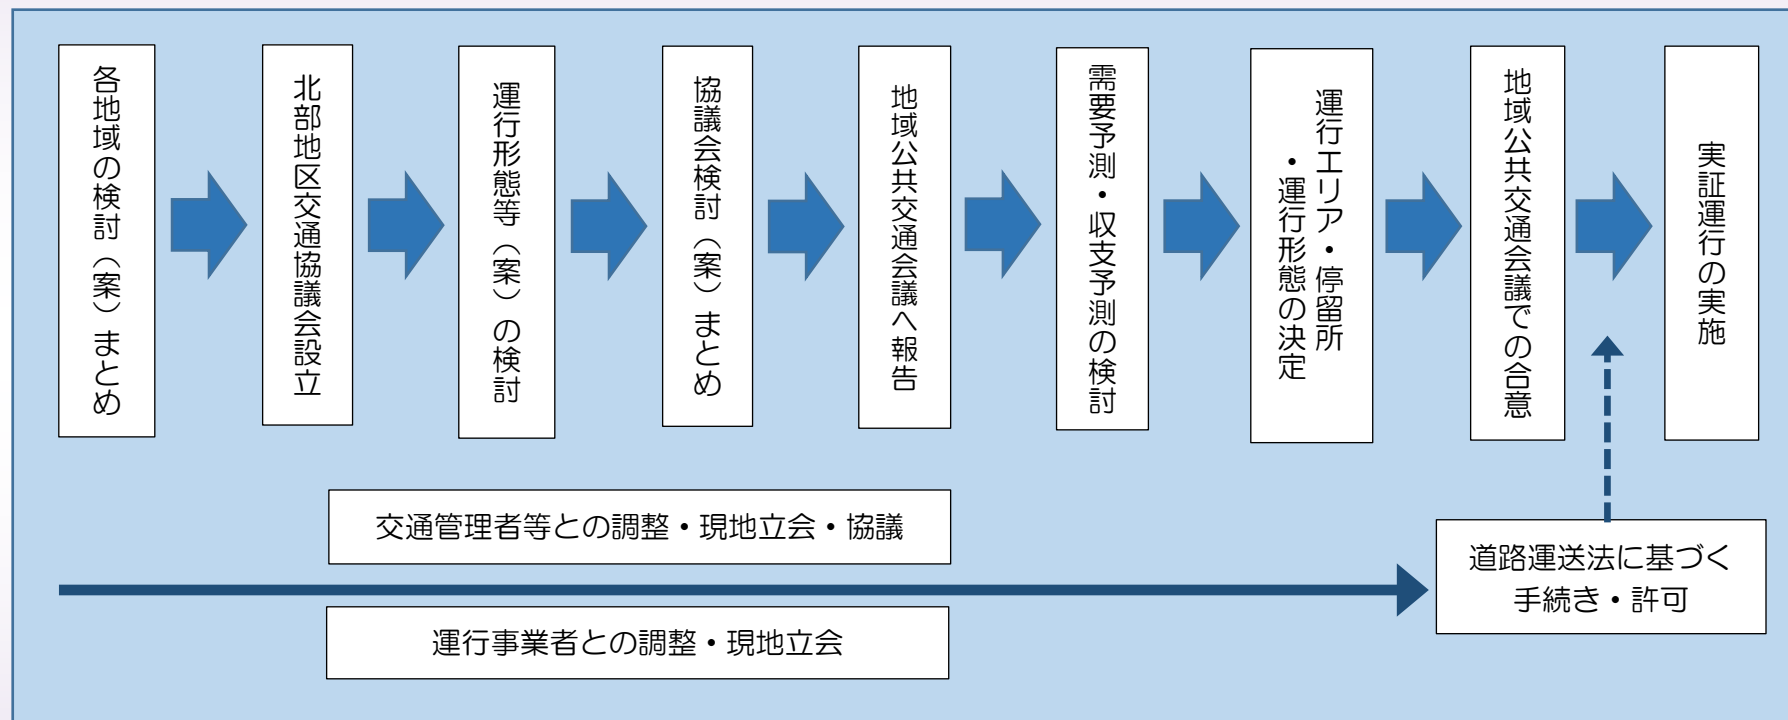 各地域の検討（案）まとめ
北部地区交通協議会設立
運行形態等（案）の検討
協議会検討（案）まとめ
地域公共交通会議へ報告
需要予測・収支予測の検討
運行エリア・停留所
・運行形態の決定
地域公共交通会議での合意
実証運行の実施
交通管理者等との調整・現地立会・協議
運行事業者との調整・現地立会
道路運送法に基づく
手続き・許可